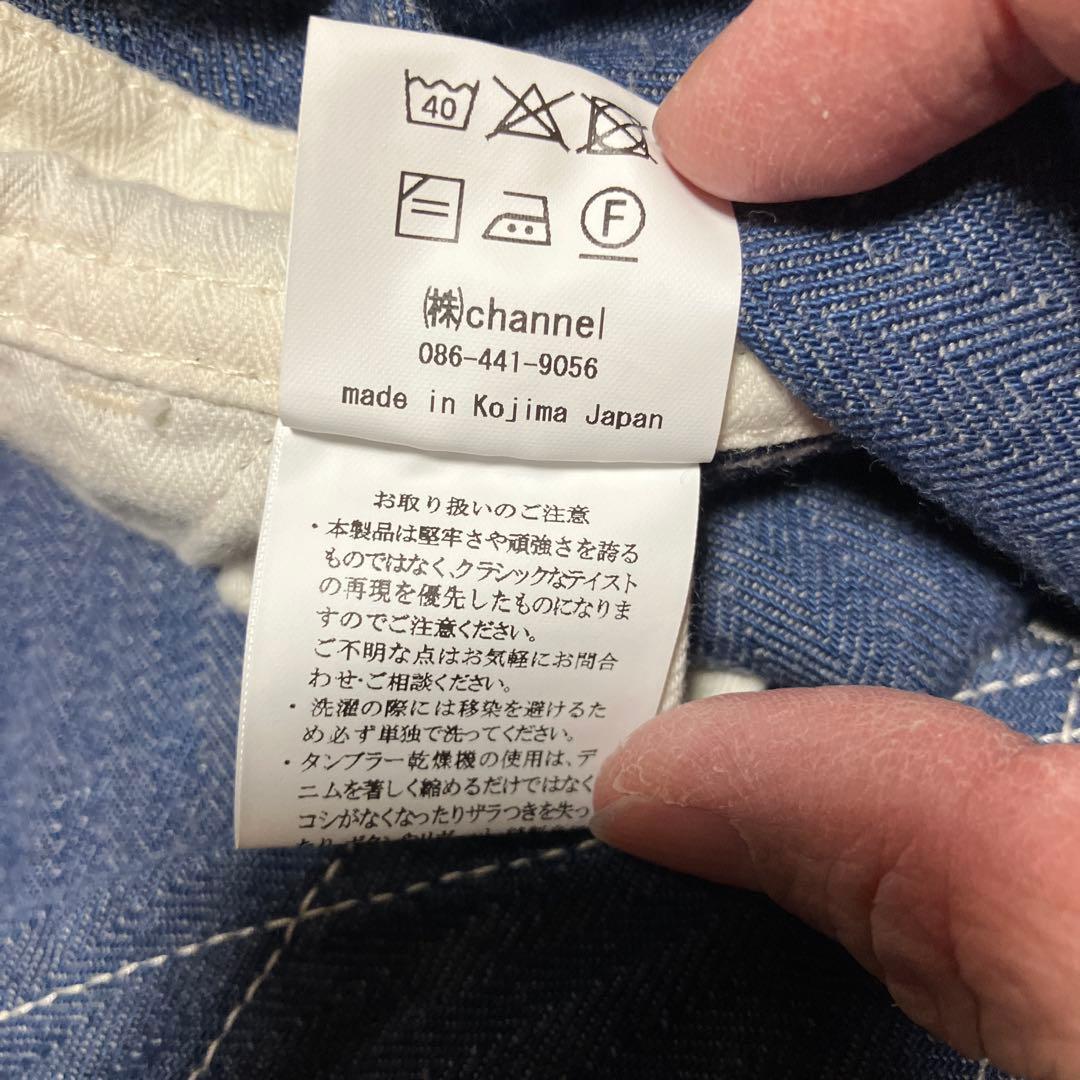 40
F
㈱channel
086-441-9056
made in Kojima Japan
お取り扱いのご注意
・本製品は堅牢さや頑強さを誇る
ものではなく、クラシックなテイスト
の再現を優先したものになりま
すのでご注意ください。
ご不明な点はお気軽にお問合
わせ・ご相談ください。
・洗濯の際には移染を避けるた
め必ず単独で洗ってください。
・タンブラー乾燥機の使用は、デ
ニムを著しく縮めるだけではなく
コシがなくなったりザラつきを失っ